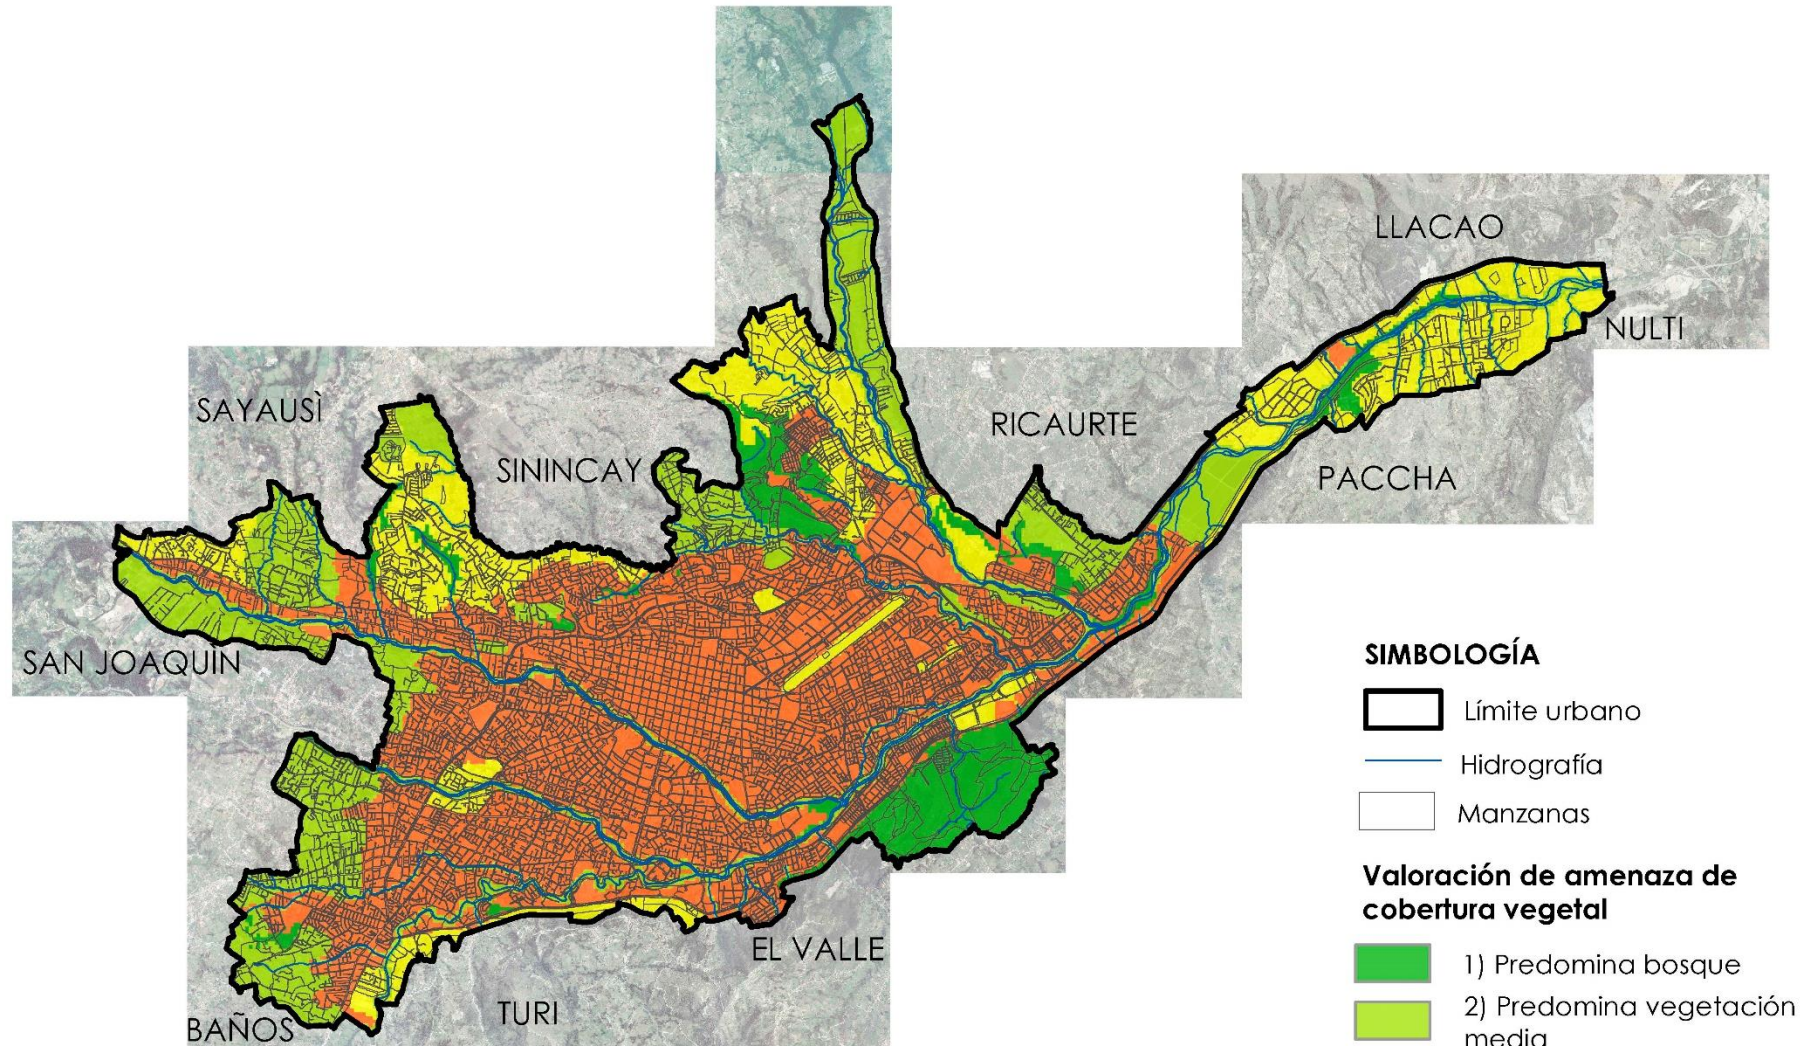 LLACAO
NULTI
SAYAUSÌ
RICAURTE
SININCAY
PACCHA
SAN JOAQUÌN
EL VALLE
TURI
BAÑOS
SIMBOLOGÍA
Límite urbano
Hidrografía
Manzanas
Valoración de amenaza de
cobertura vegetal
1) Predomina bosque
2) Predomina vegetación
media